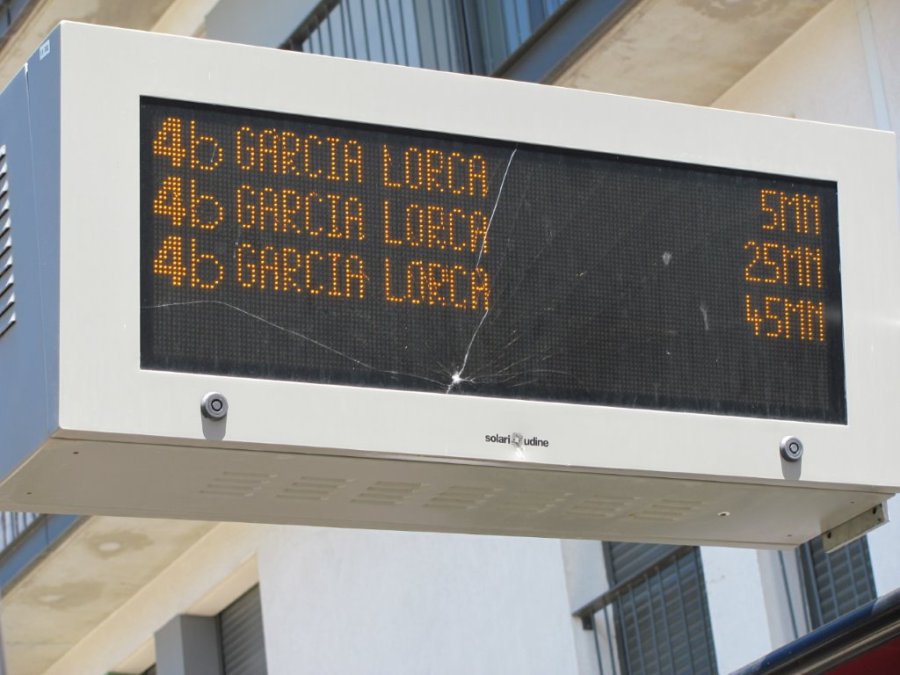 4b GARCIA LORCA 5MN
4b GARCIA LORCA 25MN
4b GARCIA LORCA 45MN
solari udine